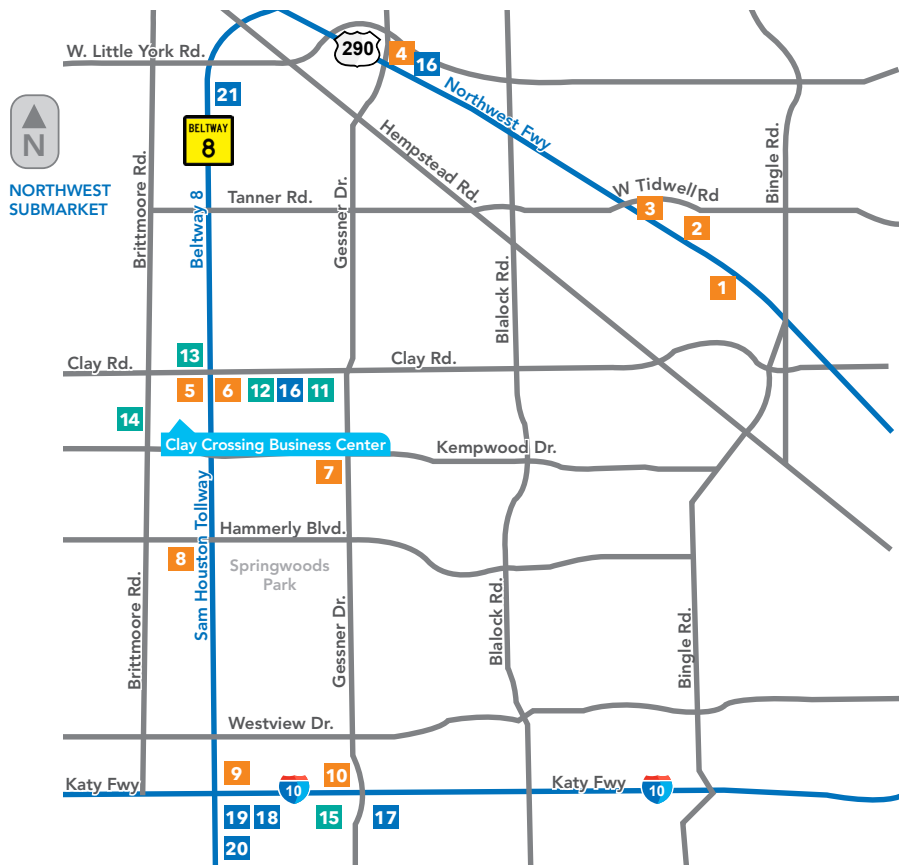 W. Little York Rd.
290
4
16
21
Northwest Fwy
BELTWAY
8
N
NORTHWEST
SUBMARKET
Hempstead Rd.
Bingle Rd.
Brittmoore Rd.
Beltway 8
Tanner Rd.
Gessner Dr.
W Tidwell Rd
3
2
1
Blalock Rd.
13
Clay Rd.
Clay Rd.
5
6
12
16
11
14
Clay Crossing Business Center
Kempwood Dr.
7
Sam Houston Tollway
Hammerly Blvd.
8
Springwoods
Park
Brittmoore Rd.
Gessner Dr.
Blalock Rd.
Bingle Rd.
Westview Dr.
9
10
Katy Fwy
10
Katy Fwy
10
19
18
15
17
20